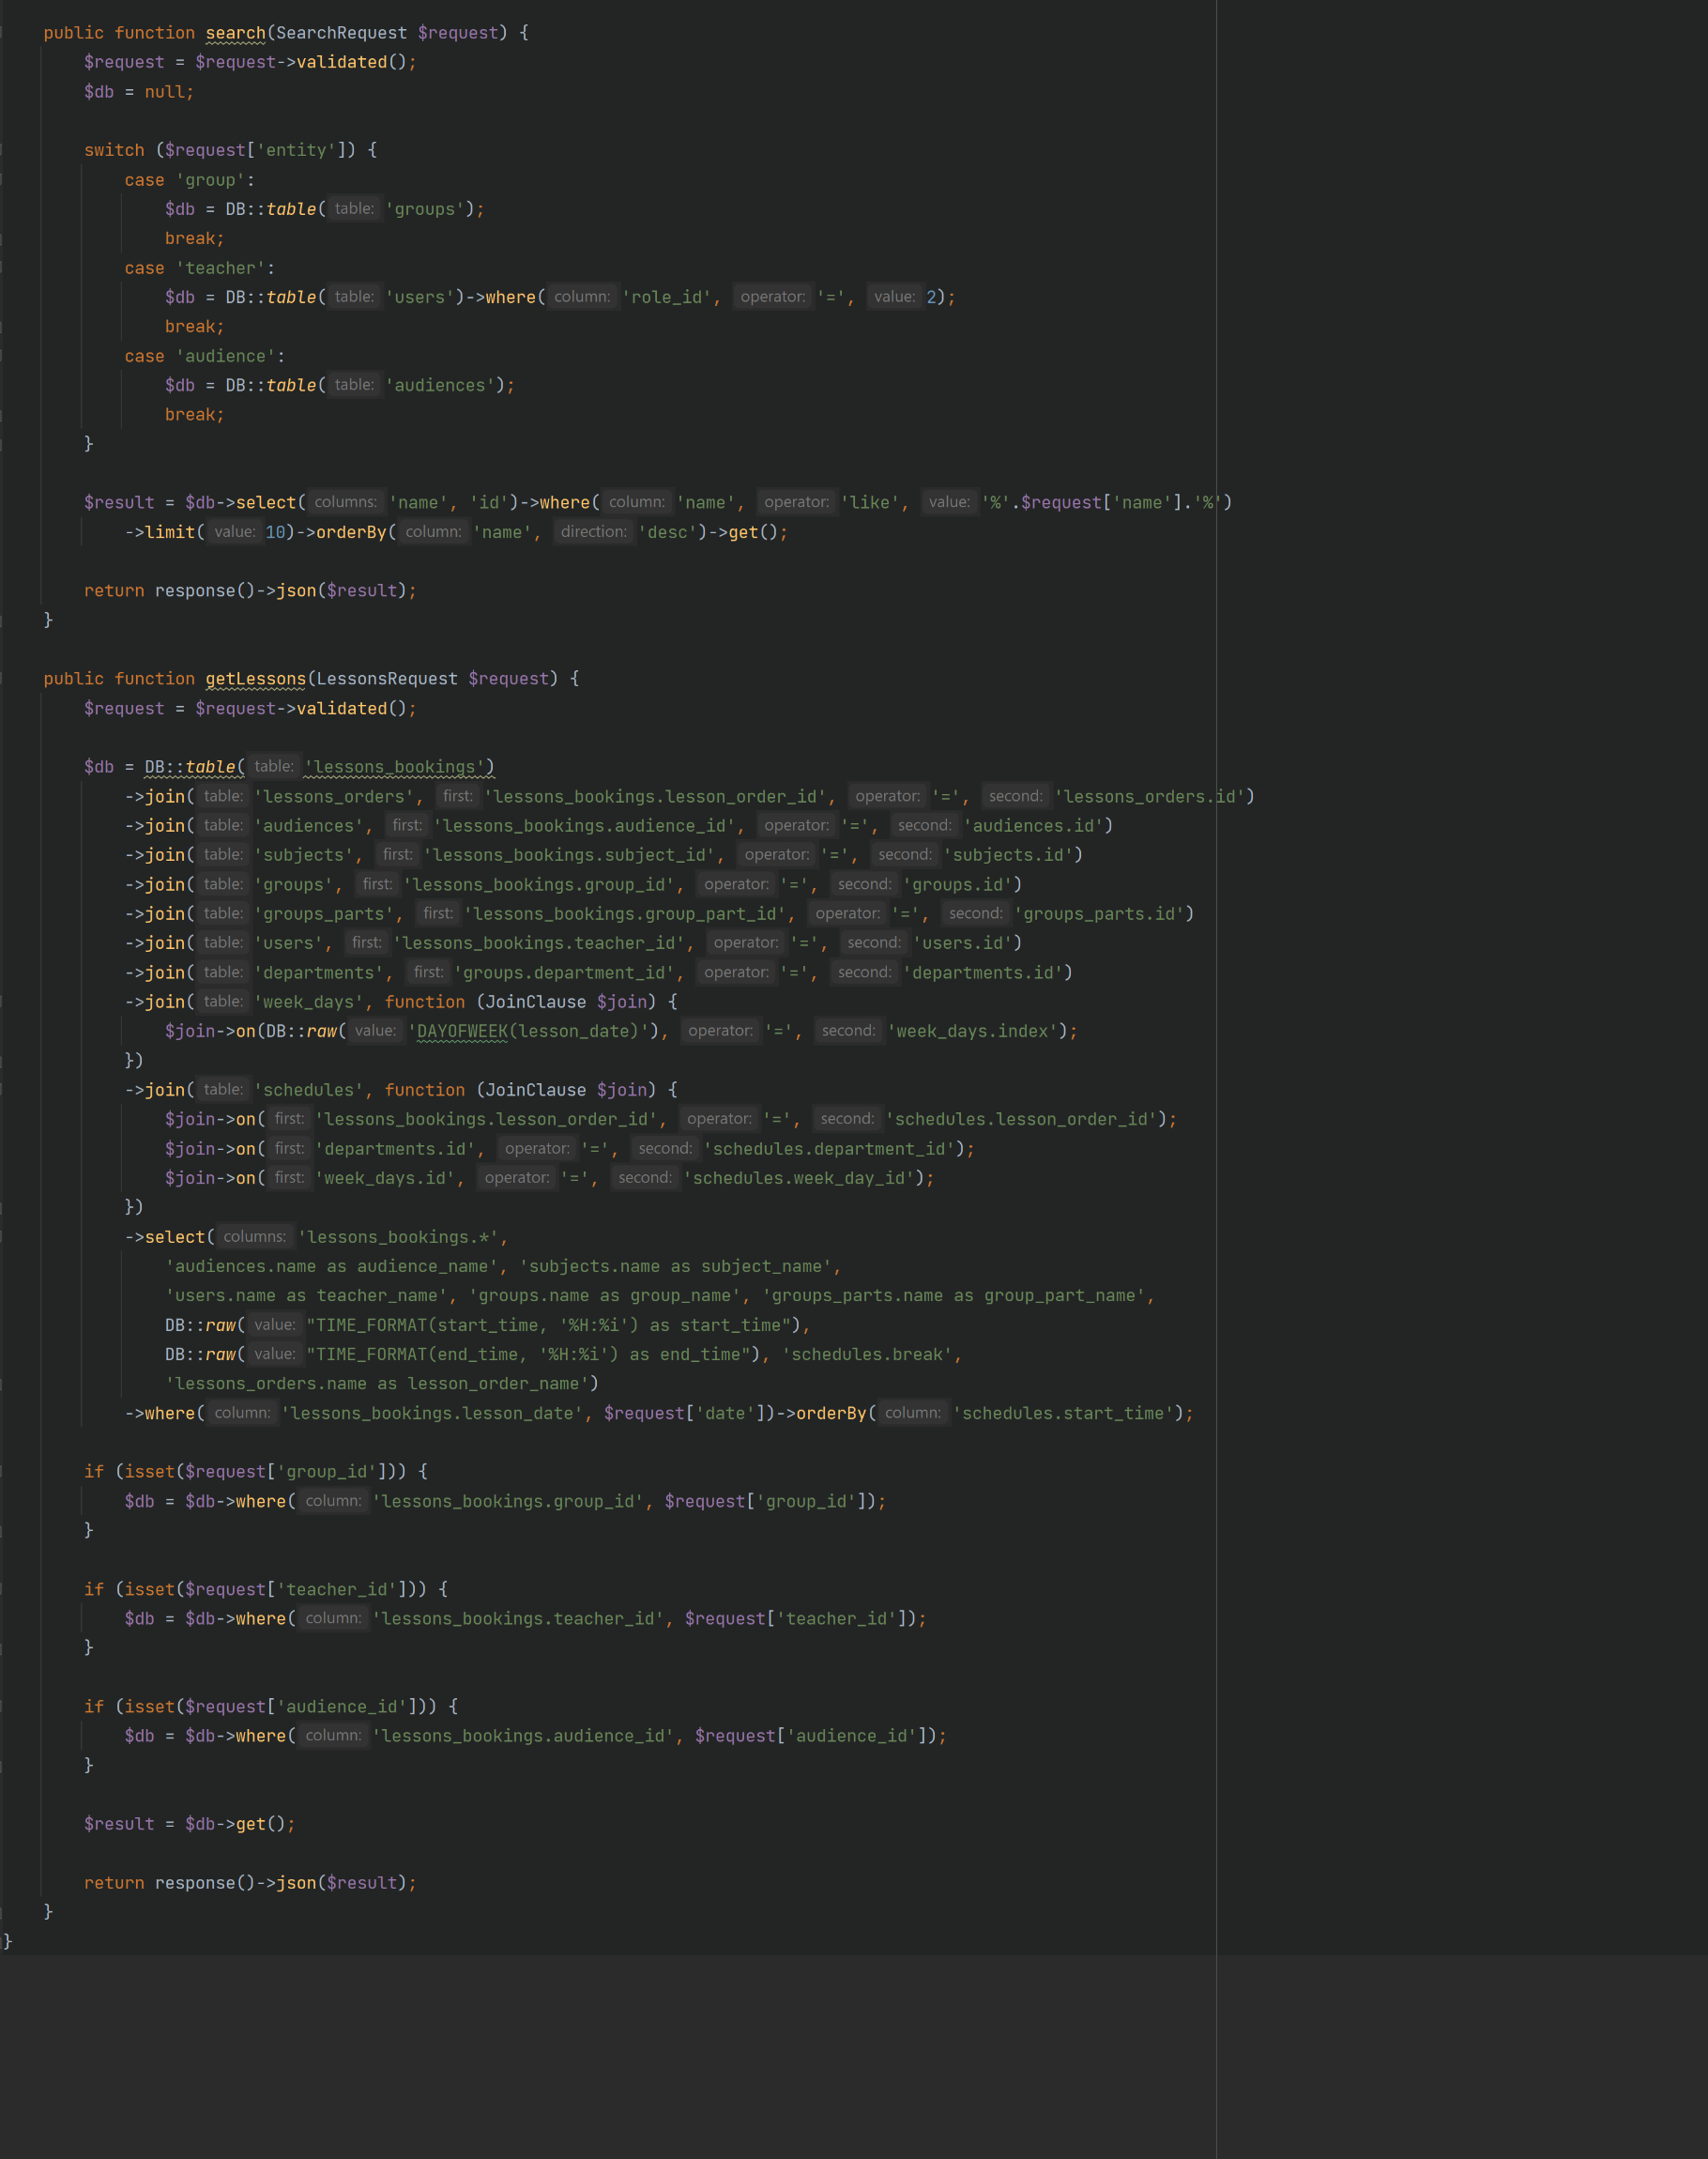 public function search(SearchRequest $request) {
$request = $request->validated();
$db = null;
switch ($request['entity']) {
case 'group':
$db = DB::table( table: 'groups');
break;
case 'teacher':
$db = DB::table( table: 'users')->where( column: 'role_id', operator: '=', value: 2);
break;
case 'audience':
$db = DB::table( table: 'audiences');
break;
}
$result = $db->select( columns: 'name', 'id')->where( column: 'name', operator: 'like', value: '%'.$request['name'].'%')
->limit( value: 10)->orderBy( column: 'name', direction: 'desc')->get();
return response()->json($result);
}
public function getLessons(LessonsRequest $request) {
$request = $request->validated();
$db = DB::table( table: 'lessons_bookings')
->join( table: 'lessons_orders', first: 'lessons_bookings.lesson_order_id', operator: '=', second: 'lessons_orders.id')
->join( table: 'audiences', first: 'lessons_bookings.audience_id', operator: '=', second: 'audiences.id')
->join( table: 'subjects', first: 'lessons_bookings.subject_id', operator: '=', second: 'subjects.id')
->join( table: 'groups', first: 'lessons_bookings.group_id', operator: '=', second: 'groups.id')
->join( table: 'groups_parts', first: 'lessons_bookings.group_part_id', operator: '=', second: 'groups_parts.id')
->join( table: 'users', first: 'lessons_bookings.teacher_id', operator: '=', second: 'users.id')
->join( table: 'departments', first: 'groups.department_id', operator: '=', second: 'departments.id')
->join( table: 'week_days', function (JoinClause $join) {
$join->on(DB::raw( value: 'DAYOFWEEK(lesson_date)'), operator: '=', second: 'week_days.index');
})
->join( table: 'schedules', function (JoinClause $join) {
$join->on( first: 'lessons_bookings.lesson_order_id', operator: '=', second: 'schedules.lesson_order_id');
$join->on( first: 'departments.id', operator: '=', second: 'schedules.department_id');
$join->on( first: 'week_days.id', operator: '=', second: 'schedules.week_day_id');
})
->select( columns: 'lessons_bookings.*',
'audiences.name as audience_name', 'subjects.name as subject_name',
'users.name as teacher_name', 'groups.name as group_name', 'groups_parts.name as group_part_name',
DB::raw( value: "TIME_FORMAT(start_time, '%H:%i') as start_time"),
DB::raw( value: "TIME_FORMAT(end_time, '%H:%i') as end_time"), 'schedules.break',
'lessons_orders.name as lesson_order_name')
->where( column: 'lessons_bookings.lesson_date', $request['date'])->orderBy( column: 'schedules.start_time');
if (isset($request['group_id'])) {
$db = $db->where( column: 'lessons_bookings.group_id', $request['group_id']);
}
if (isset($request['teacher_id'])) {
$db = $db->where( column: 'lessons_bookings.teacher_id', $request['teacher_id']);
}
if (isset($request['audience_id'])) {
$db = $db->where( column: 'lessons_bookings.audience_id', $request['audience_id']);
}
$result = $db->get();
return response()->json($result);
}
}